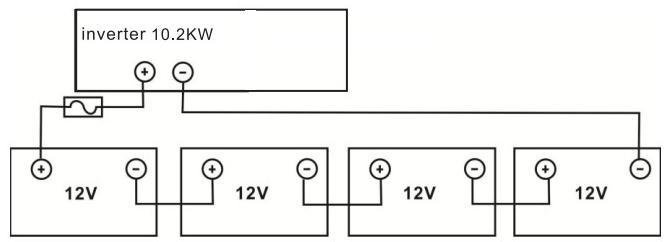 inverter 10.2KW
+ −
+ − + − + − + −
12V 12V 12V 12V